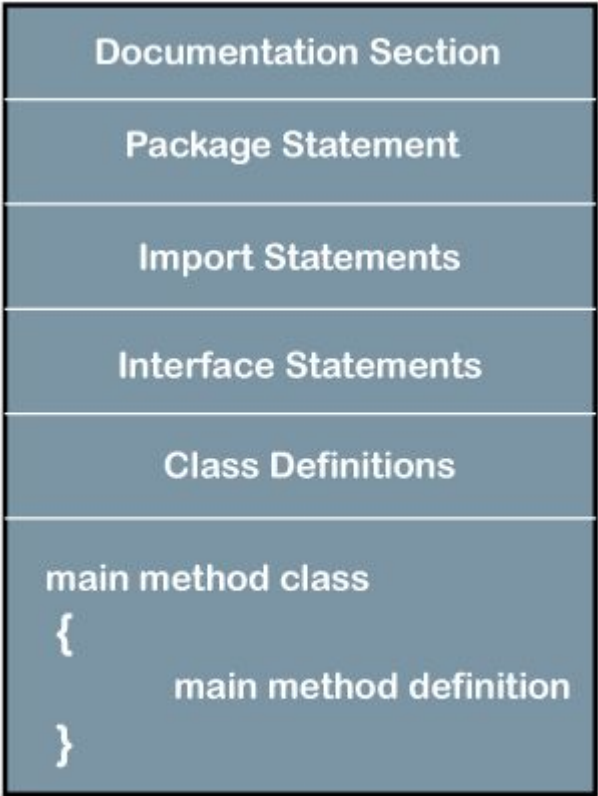 Documentation Section
Package Statement
Import Statements
Interface Statements
Class Definitions
main method class
{
main method definition
}